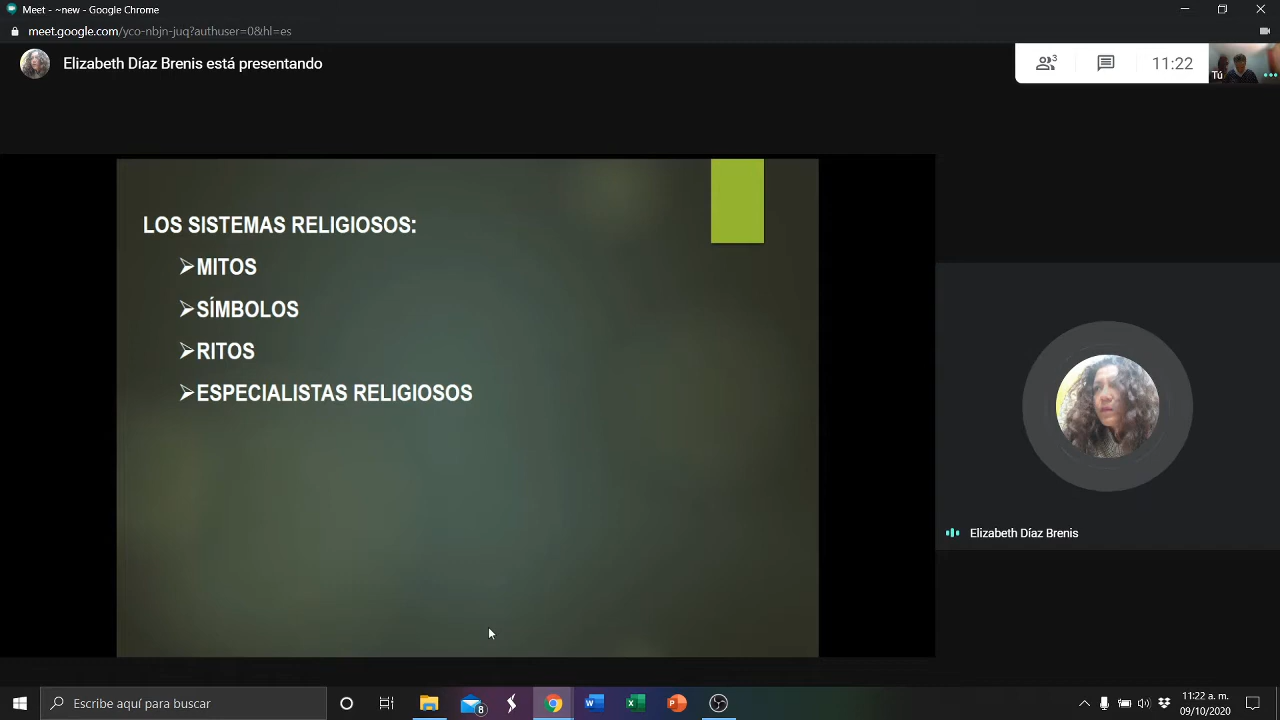 Meet - ~new - Google Chrome
meet.google.com/yco-nbjn-juq?authuser=0&hl=es
Elizabeth Díaz Brenis está presentando
3
11:22
Tú
LOS SISTEMAS RELIGIOSOS:
MITOS
SÍMBOLOS
RITOS
ESPECIALISTAS RELIGIOSOS
Elizabeth Díaz Brenis
Escribe aquí para buscar
8
11:22 a. m.
09/10/2020